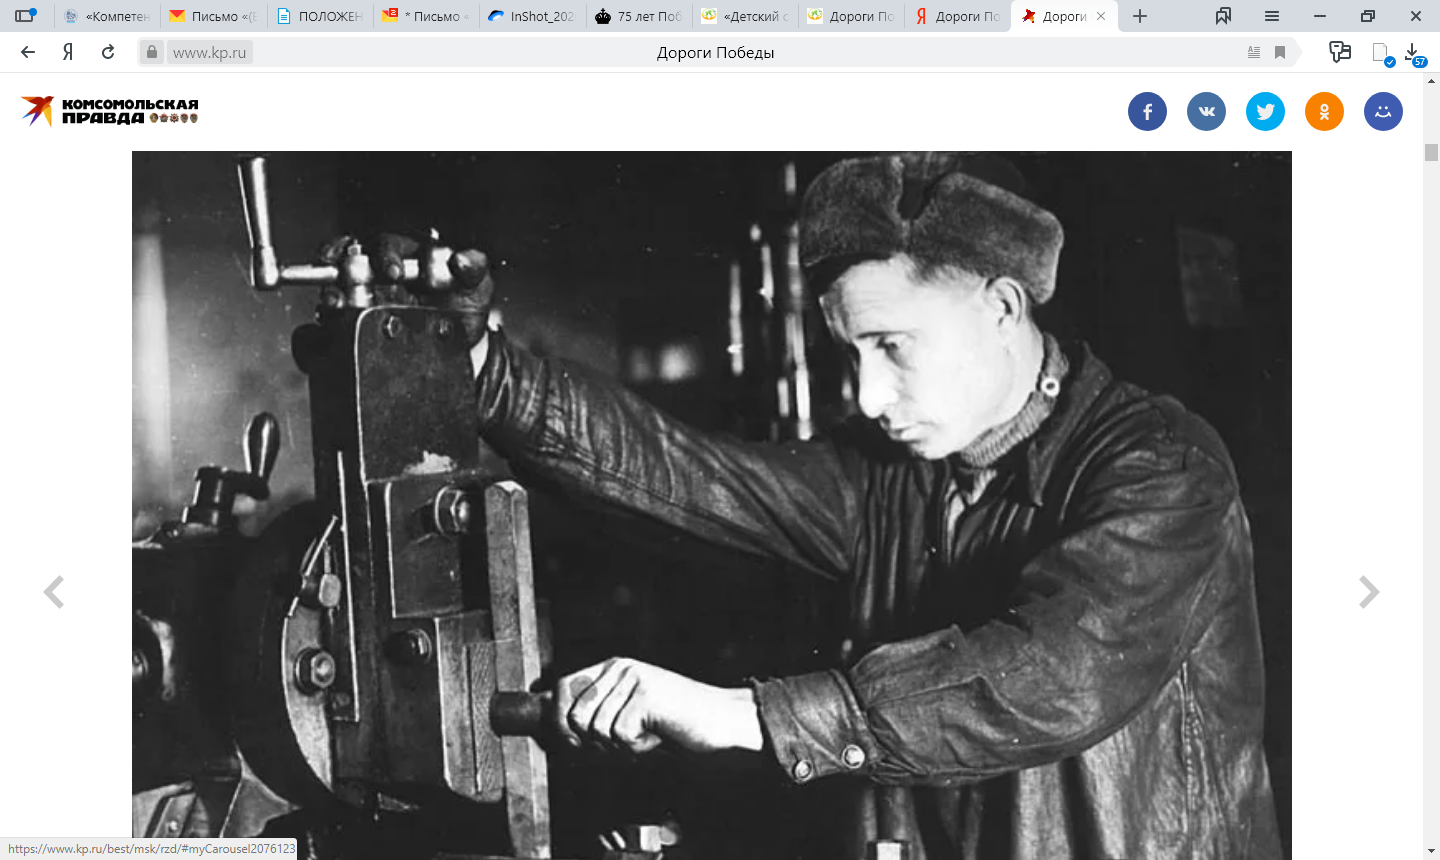 «Компетен
Письмо «(Е
ПОЛОЖЕН
* Письмо «
InShot_202
75 лет Поб
«Детский с
Дороги По
Дороги По
Дороги
www.kp.ru
Дороги Победы
57
КОМСОМОЛЬСКАЯ
ПРАВДА
https://www.kp.ru/best/msk/rzd/#myCarousel2076123